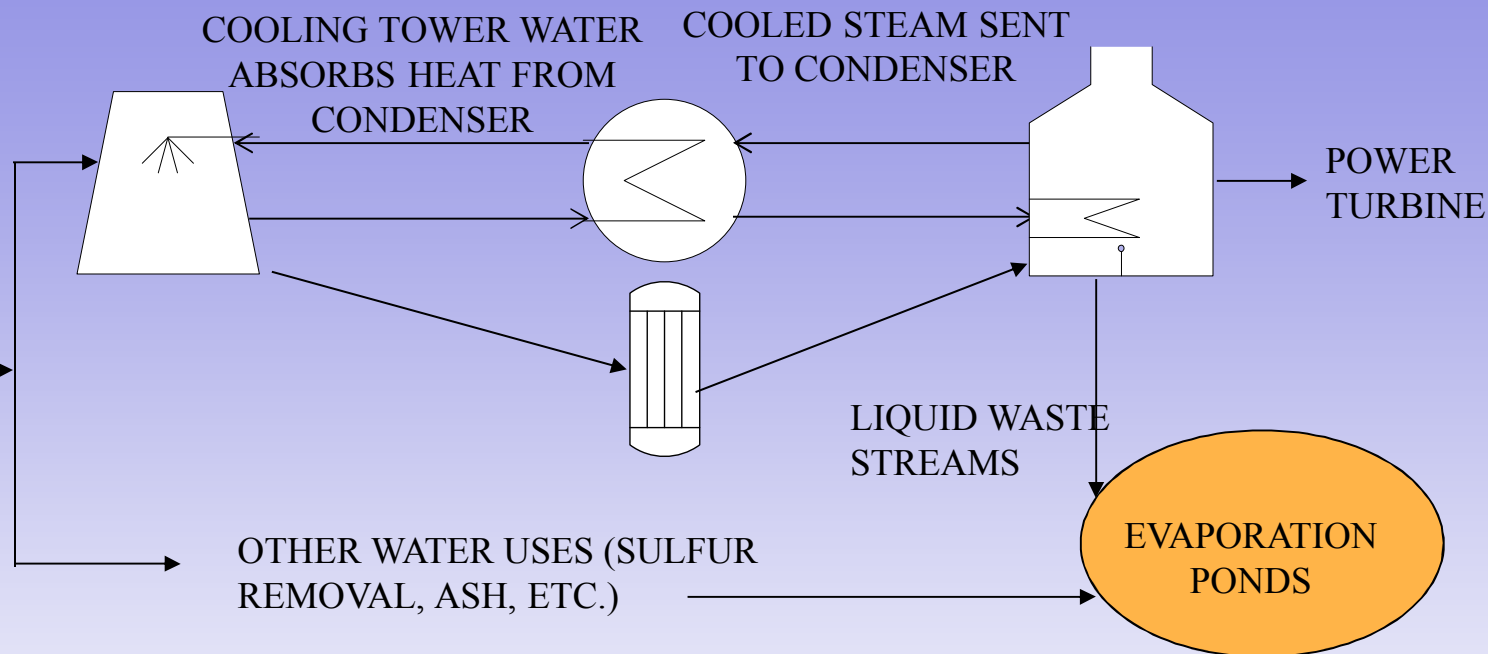 COOLING TOWER WATER
ABSORBS HEAT FROM
CONDENSER
COOLED STEAM SENT
TO CONDENSER
POWER
TURBINE
LIQUID WASTE
STREAMS
EVAPORATION
PONDS
OTHER WATER USES (SULFUR
REMOVAL, ASH, ETC.)